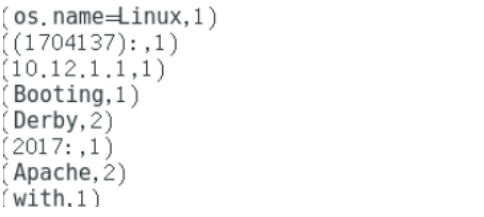 (os.name=Linux,1)
((1704137):,1)
(10.12.1.1,1)
(Booting,1)
(Derby,2)
(2017:,1)
(Apache,2)
(with,1)